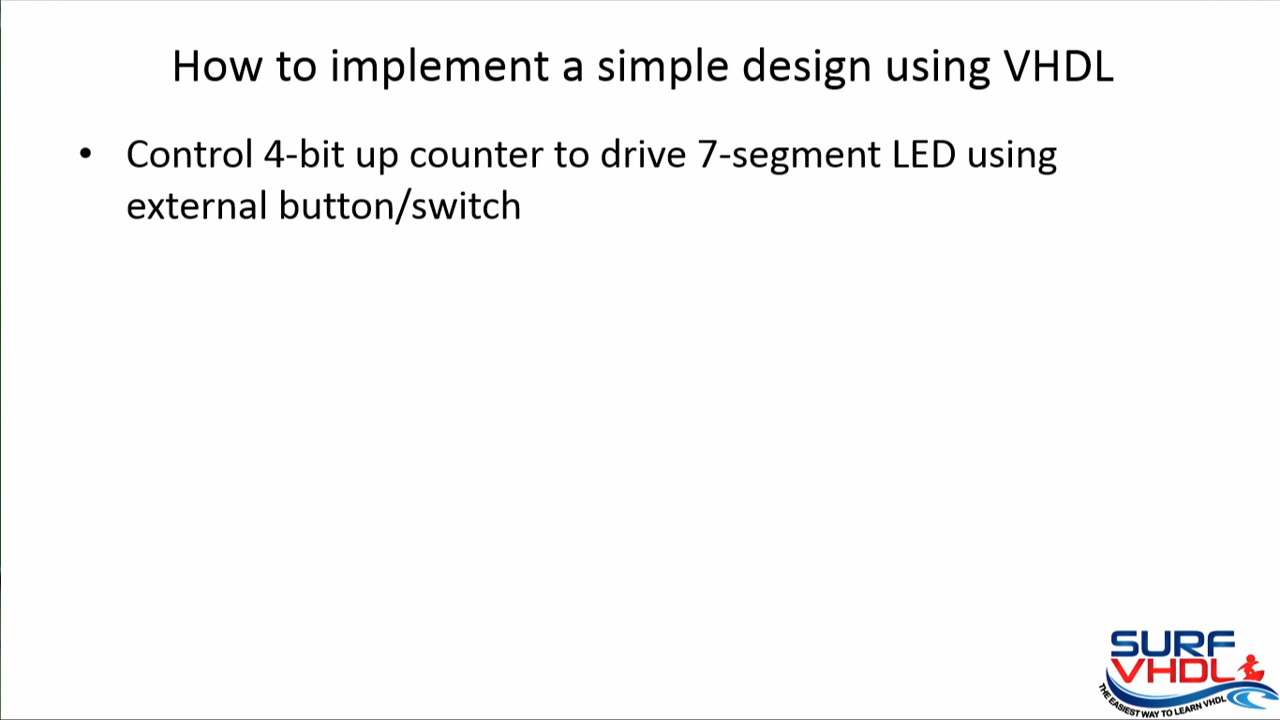 How to implement a simple design using VHDL
• Control 4-bit up counter to drive 7-segment LED using
external button/switch
SURF
VHDL
THE EASIEST WAY TO LEARN VHDL